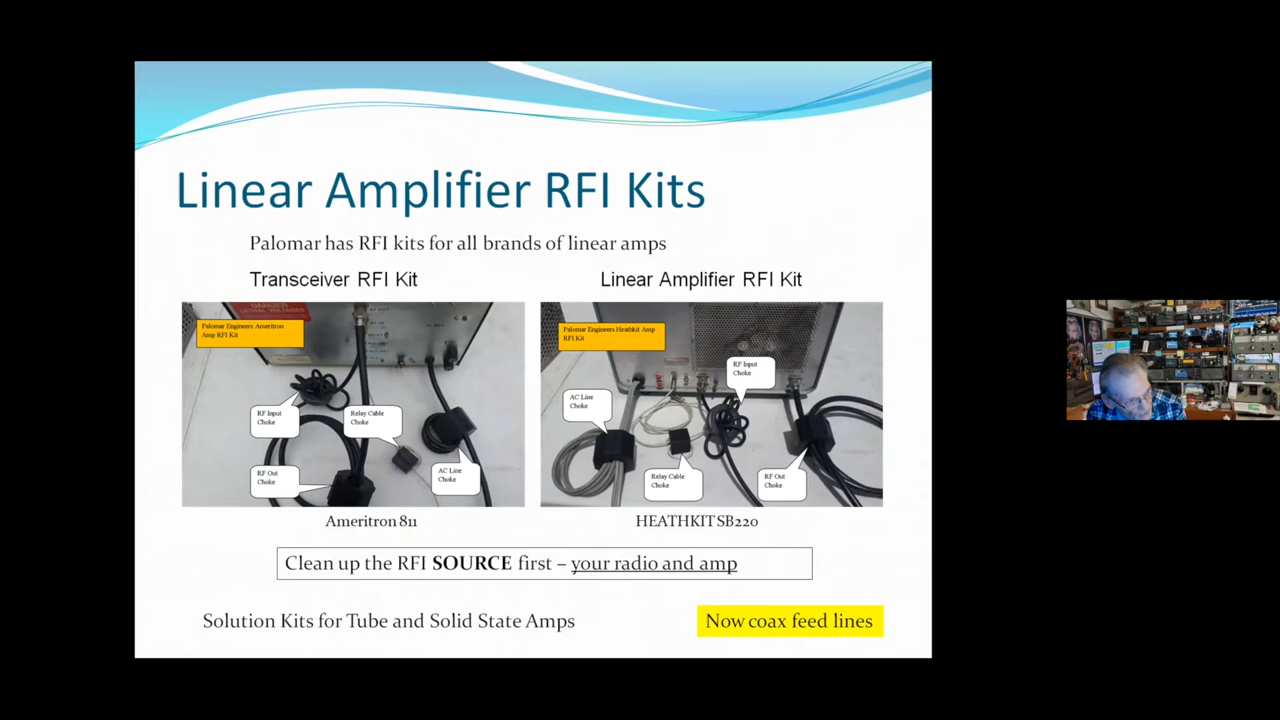 Linear Amplifier RFI Kits
Palomar has RFI kits for all brands of linear amps
Transceiver RFI Kit
Linear Amplifier RFI Kit
DANGER
LETHAL VOLTAGES
Palomar Engineers Ameritron
Amp RFI Kit
RF Input
Choke
Relay Cable
Choke
RF Out
Choke
AC Line
Choke
Palomar Engineers Heathkit Amp
RFI Kit
RF Input
Choke
AC Line
Choke
Relay Cable
Choke
RF Out
Choke
Ameritron 811
HEATHKIT SB220
Clean up the RFI SOURCE first – your radio and amp
Solution Kits for Tube and Solid State Amps
Now coax feed lines